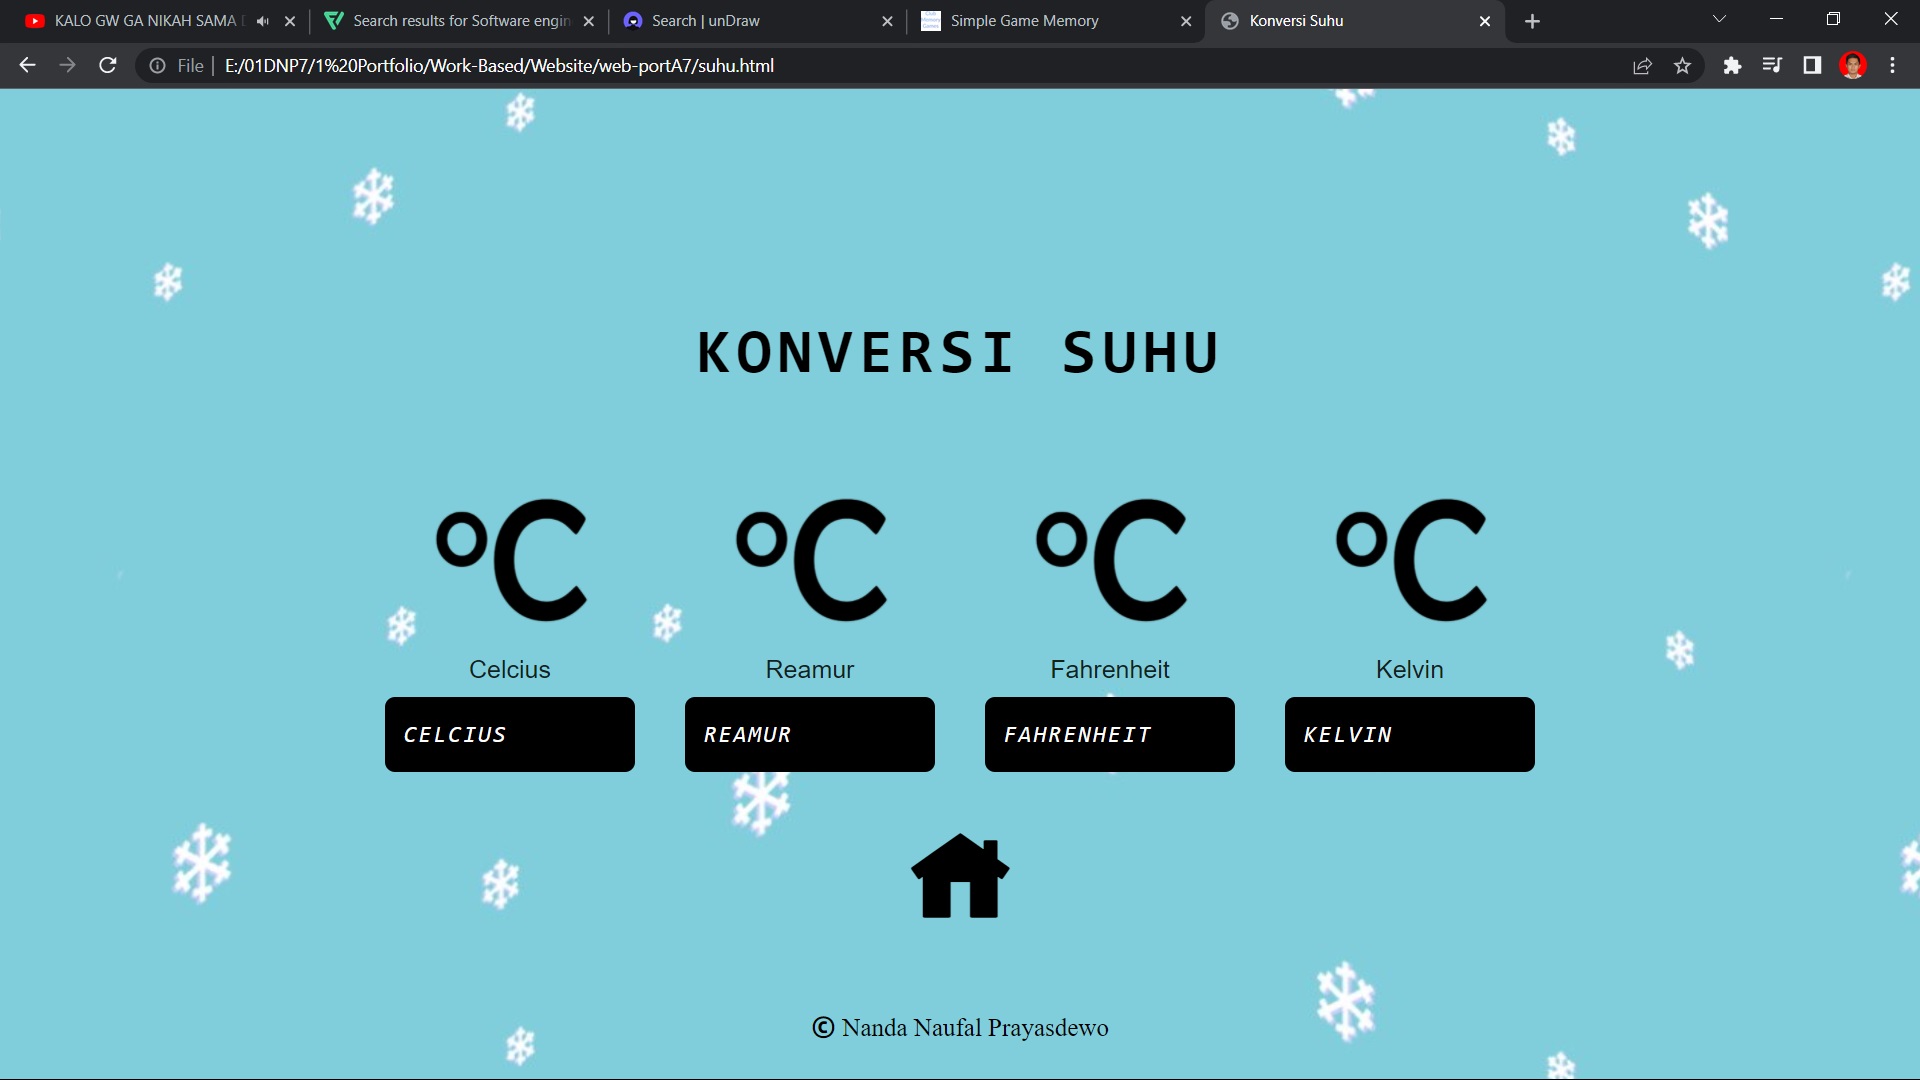 KALO GW GA NIKAH SAMA
Search results for Software engin
Search | unDraw
Simple Game Memory
Konversi Suhu
File
E:/01DNP7/1%20Portfolio/Work-Based/Website/web-portA7/suhu.html
KONVERSI SUHU
°C °C °C °C
Celcius Reamur Fahrenheit Kelvin
CELCIUS REAMUR FAHRENHEIT KELVIN
© Nanda Naufal Prayasdewo